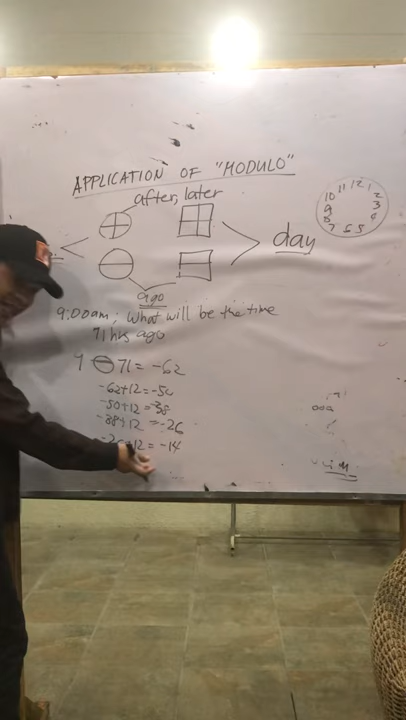 APPLICATION OF "MODULO"
after, later
day
ago
9:00am; What will be the time
71 hrs ago
9 ⊖ 71 = -62
-62+12=-50
-50+12=-38
-38+12=-26
+12=-14
11 12 1
10 2
9 3
8 4
7 6 5